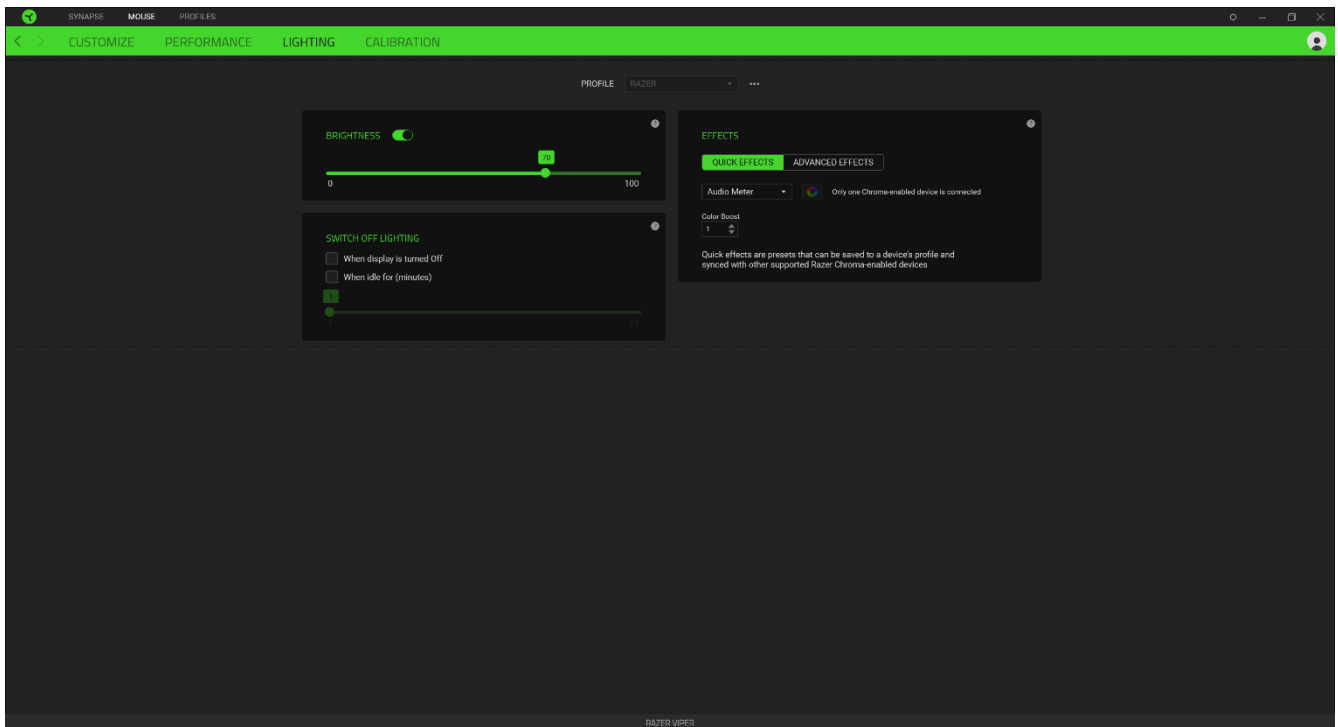 SYNAPSE MOUSE PROFILES
CUSTOMIZE PERFORMANCE LIGHTING CALIBRATION
PROFILE RAZER
BRIGHTNESS
70
0 100
SWITCH OFF LIGHTING
When display is turned Off
When idle for (minutes)
1
1 15
EFFECTS
QUICK EFFECTS ADVANCED EFFECTS
Audio Meter Only one Chroma-enabled device is connected
Color Boost
1
Quick effects are presets that can be saved to a device's profile and
synced with other supported Razer Chroma-enabled devices
RAZER VIPER